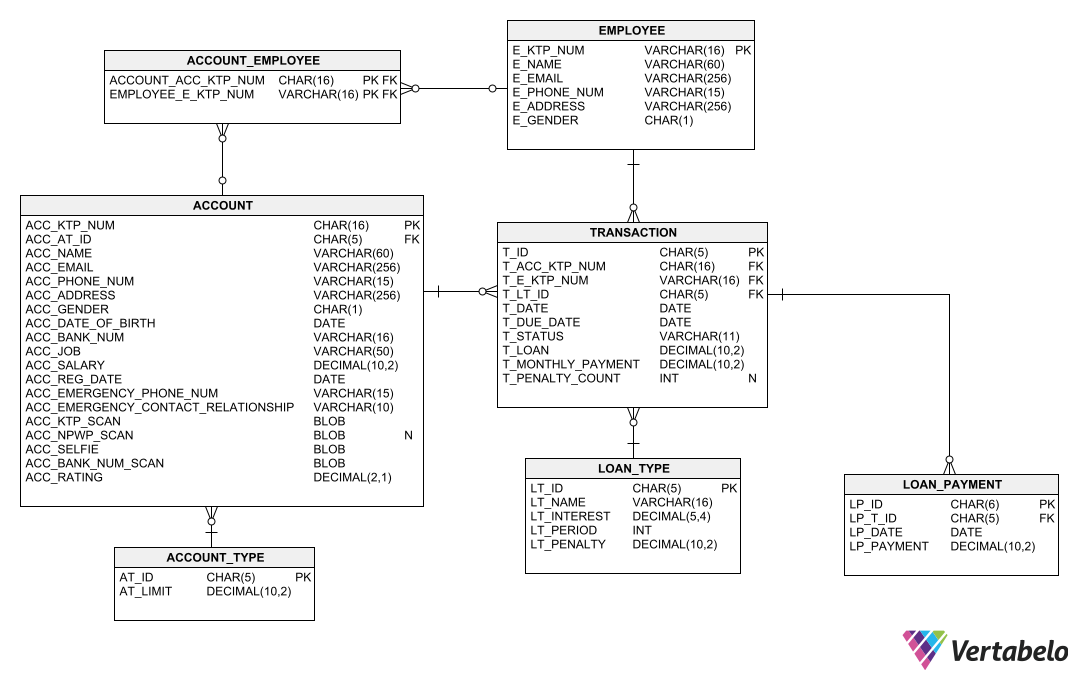 EMPLOYEE
E_KTP_NUM VARCHAR(16) PK
E_NAME VARCHAR(60)
E_EMAIL VARCHAR(256)
E_PHONE_NUM VARCHAR(15)
E_ADDRESS VARCHAR(256)
E_GENDER CHAR(1)
ACCOUNT_EMPLOYEE
ACCOUNT_ACC_KTP_NUM CHAR(16) PK FK
EMPLOYEE_E_KTP_NUM VARCHAR(16) PK FK
ACCOUNT
ACC_KTP_NUM CHAR(16) PK
ACC_AT_ID CHAR(5) FK
ACC_NAME VARCHAR(60)
ACC_EMAIL VARCHAR(256)
ACC_PHONE_NUM VARCHAR(15)
ACC_ADDRESS VARCHAR(256)
ACC_GENDER CHAR(1)
ACC_DATE_OF_BIRTH DATE
ACC_BANK_NUM VARCHAR(16)
ACC_JOB VARCHAR(50)
ACC_SALARY DECIMAL(10,2)
ACC_REG_DATE DATE
ACC_EMERGENCY_PHONE_NUM VARCHAR(15)
ACC_EMERGENCY_CONTACT_RELATIONSHIP VARCHAR(10)
ACC_KTP_SCAN BLOB
ACC_NPWP_SCAN BLOB N
ACC_SELFIE BLOB
ACC_BANK_NUM_SCAN BLOB
ACC_RATING DECIMAL(2,1)
TRANSACTION
T_ID CHAR(5) PK
T_ACC_KTP_NUM CHAR(16) FK
T_E_KTP_NUM VARCHAR(16) FK
T_LT_ID CHAR(5) FK
T_DATE DATE
T_DUE_DATE DATE
T_STATUS VARCHAR(11)
T_LOAN DECIMAL(10,2)
T_MONTHLY_PAYMENT DECIMAL(10,2)
T_PENALTY_COUNT INT N
LOAN_TYPE
LT_ID CHAR(5) PK
LT_NAME VARCHAR(16)
LT_INTEREST DECIMAL(5,4)
LT_PERIOD INT
LT_PENALTY DECIMAL(10,2)
LOAN_PAYMENT
LP_ID CHAR(6) PK
LP_T_ID CHAR(5) FK
LP_DATE DATE
LP_PAYMENT DECIMAL(10,2)
ACCOUNT_TYPE
AT_ID CHAR(5) PK
AT_LIMIT DECIMAL(10,2)
Vertabelo